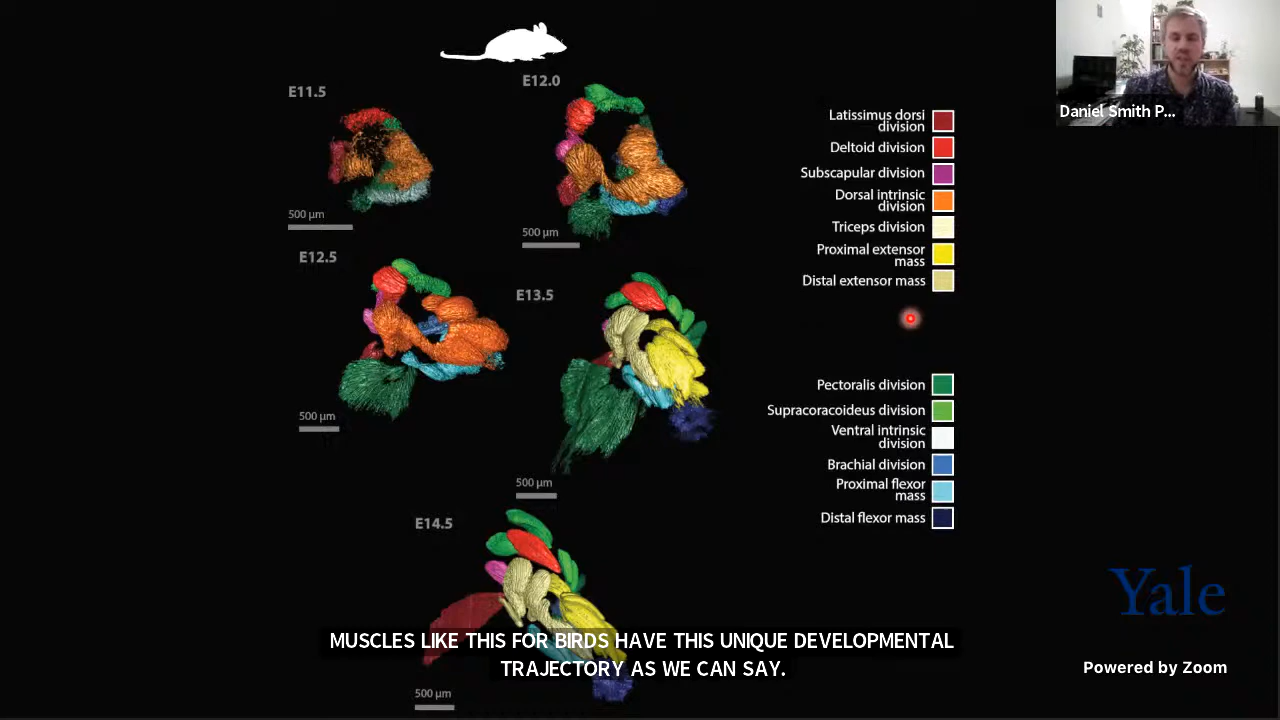 E11.5
500 µm
E12.0
500 µm
E12.5
500 µm
E13.5
500 µm
E14.5
500 µm
Latissimus dorsi
division
Deltoid division
Subscapular division
Dorsal intrinsic
division
Triceps division
Proximal extensor
mass
Distal extensor mass
Pectoralis division
Supracoracoideus division
Ventral intrinsic
division
Brachial division
Proximal flexor
mass
Distal flexor mass
Daniel Smith P...
MUSCLES LIKE THIS FOR BIRDS HAVE THIS UNIQUE DEVELOPMENTAL
TRAJECTORY AS WE CAN SAY.
Yale
Powered by Zoom